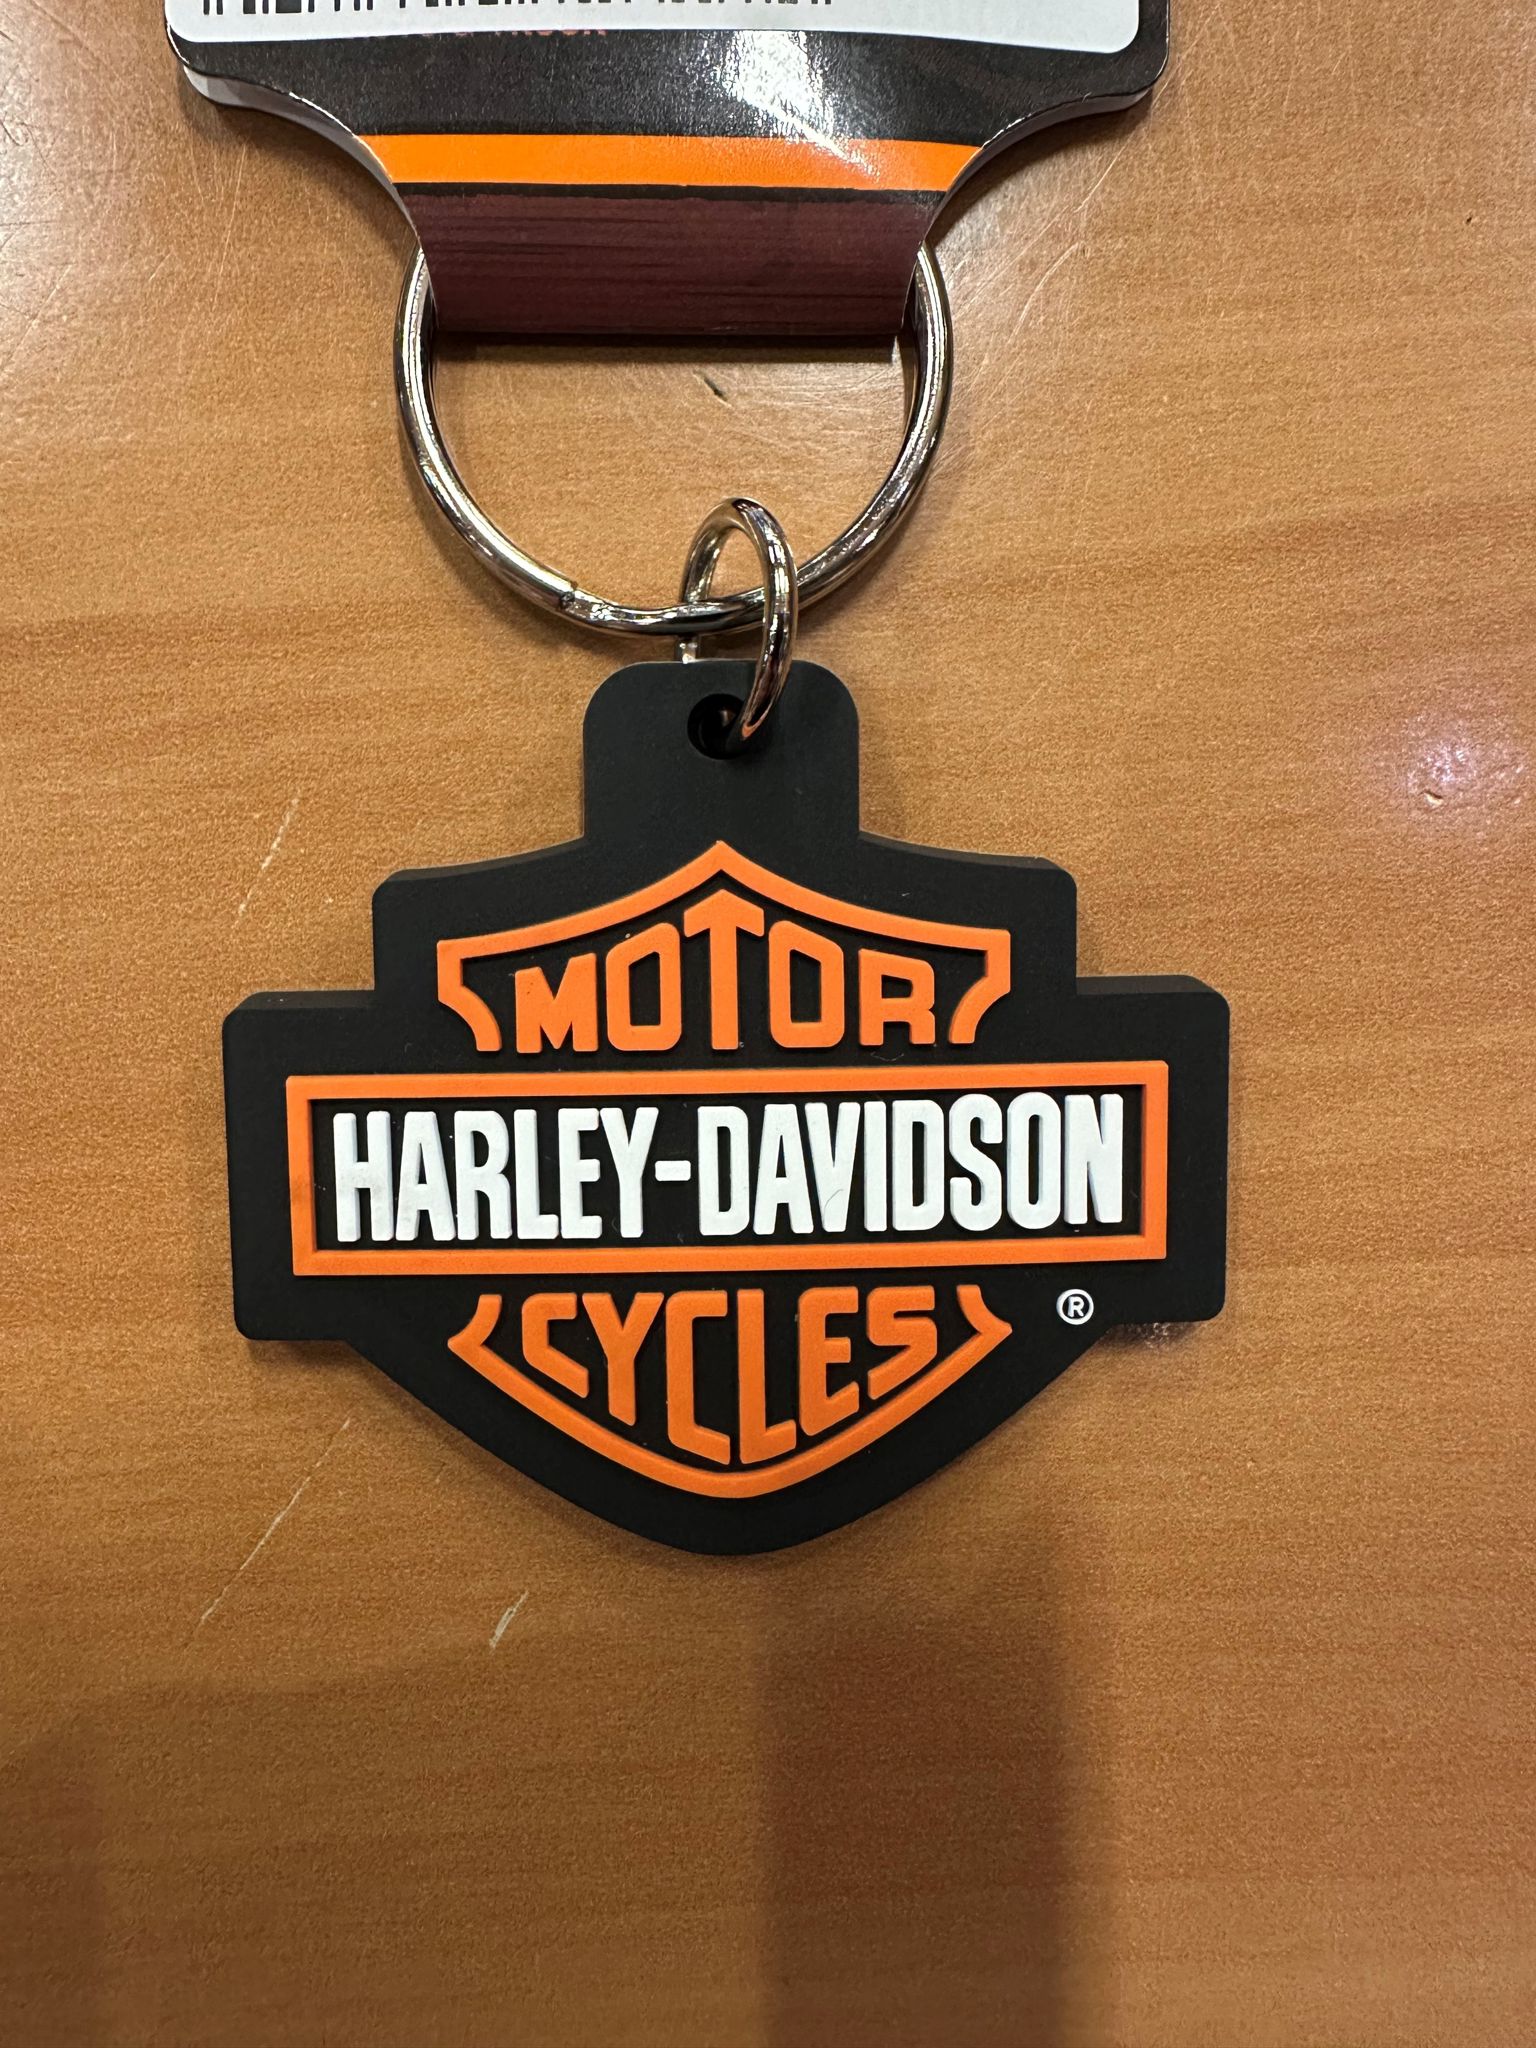 MOTOR
HARLEY-DAVIDSON
CYCLES
®